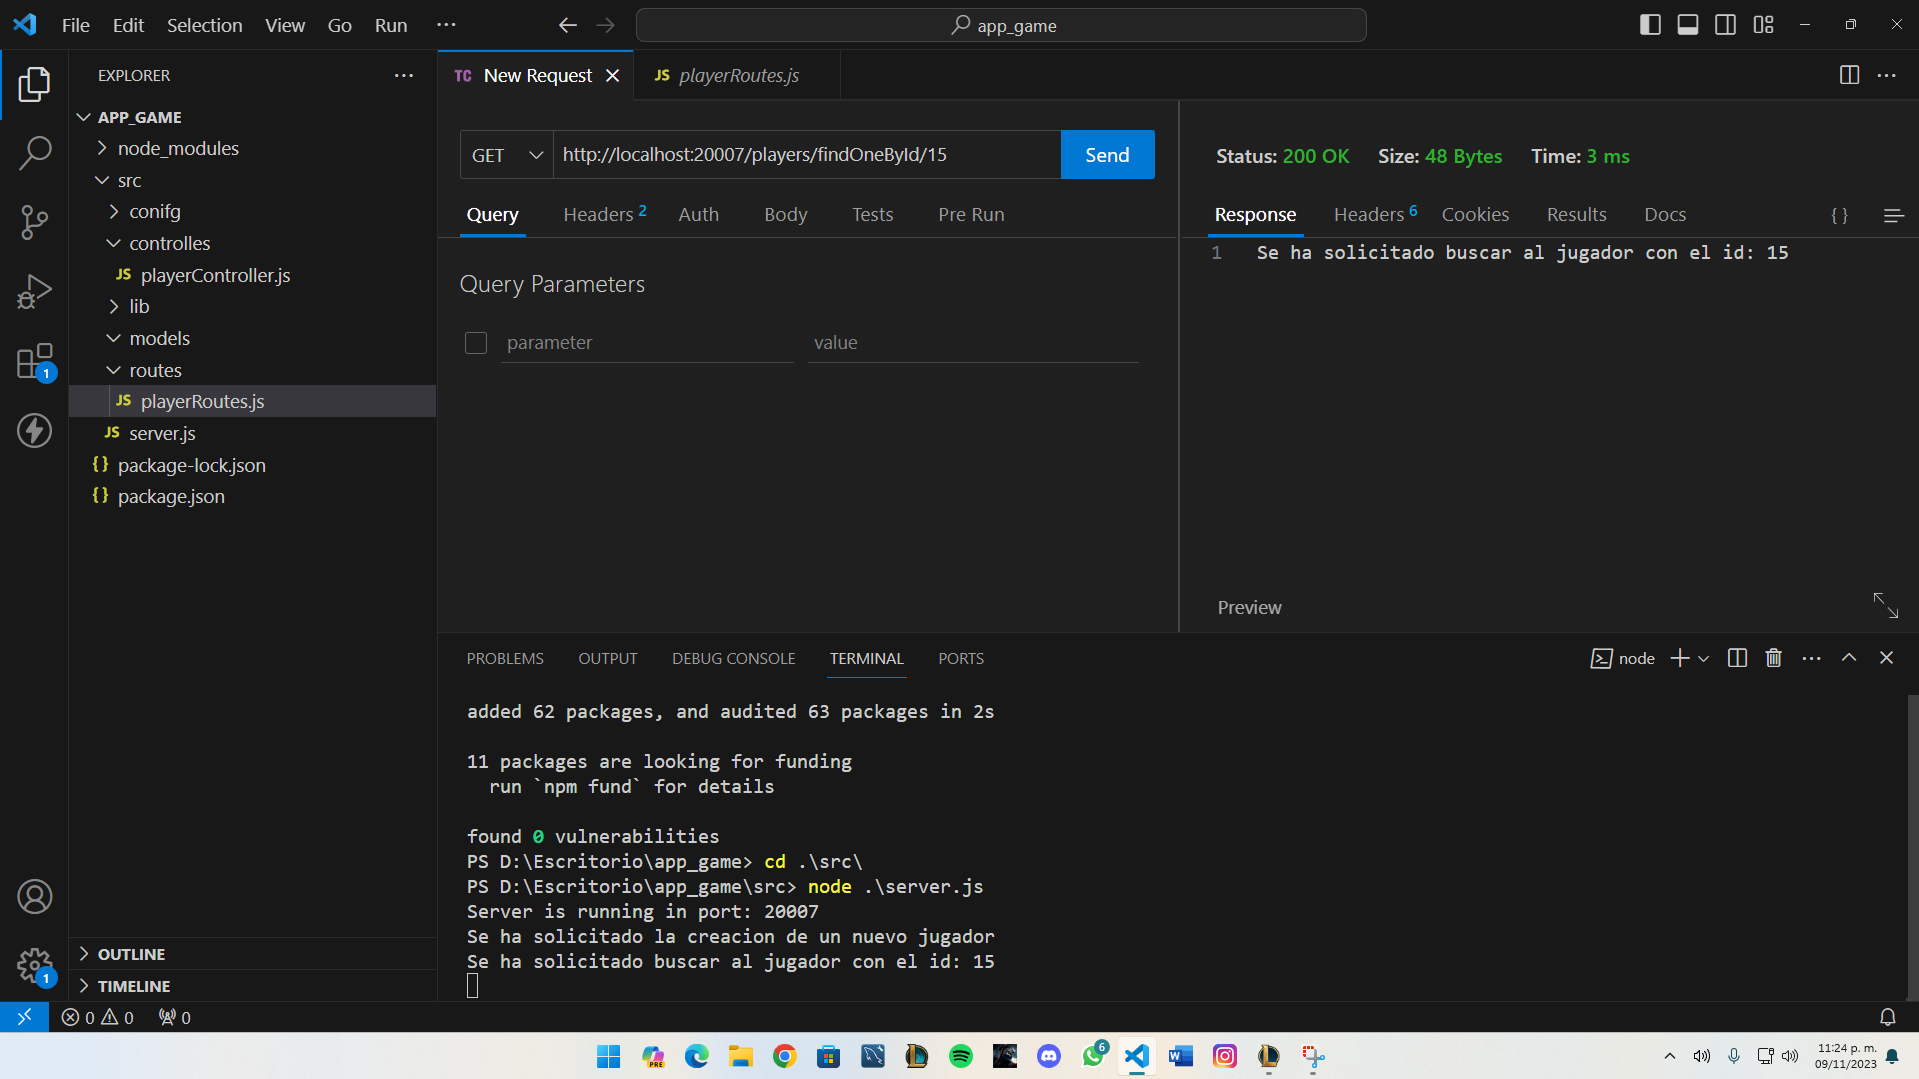 File Edit Selection View Go Run ···
app_game
EXPLORER
APP_GAME
node_modules
src
conifg
controlles
JS playerController.js
lib
models
routes
JS playerRoutes.js
JS server.js
{} package-lock.json
{} package.json
OUTLINE
TIMELINE
1
1
TC New Request
JS playerRoutes.js
GET http://localhost:20007/players/findOneById/15 Send
Query Headers 2 Auth Body Tests Pre Run
Query Parameters
parameter value
Status: 200 OK Size: 48 Bytes Time: 3 ms
Response Headers 6 Cookies Results Docs { }
1 Se ha solicitado buscar al jugador con el id: 15
Preview
PROBLEMS OUTPUT DEBUG CONSOLE TERMINAL PORTS
node
added 62 packages, and audited 63 packages in 2s
11 packages are looking for funding
run `npm fund` for details
found 0 vulnerabilities
PS D:\Escritorio\app_game> cd .\src\
PS D:\Escritorio\app_game\src> node .\server.js
Server is running in port: 20007
Se ha solicitado la creacion de un nuevo jugador
Se ha solicitado buscar al jugador con el id: 15
0 0 0
PRE
6
11:24 p. m.
09/11/2023